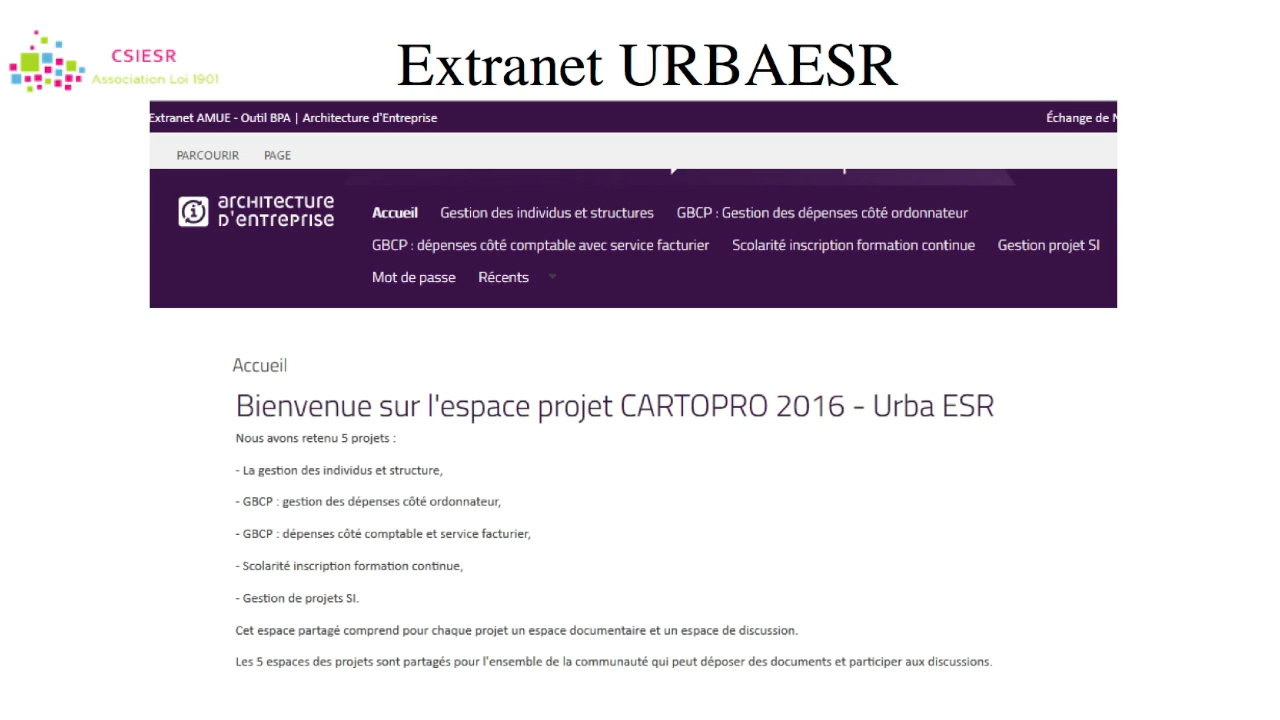 CSIESR
Association Loi 1901
Extranet URBAESR
Extranet AMUE - Outil BPA | Architecture d'Entreprise
Échange de
PARCOURIR PAGE
architecture
d'entreprise
Accueil Gestion des individus et structures GBCP : Gestion des dépenses côté ordonnateur
GBCP : dépenses côté comptable avec service facturier Scolarité inscription formation continue Gestion projet SI
Mot de passe Récents
Accueil
Bienvenue sur l'espace projet CARTOPRO 2016 - Urba ESR
Nous avons retenu 5 projets :
- La gestion des individus et structure,
- GBCP : gestion des dépenses côté ordonnateur,
- GBCP : dépenses côté comptable et service facturier,
- Scolarité inscription formation continue,
- Gestion de projets SI.
Cet espace partagé comprend pour chaque projet un espace documentaire et un espace de discussion.
Les 5 espaces des projets sont partagés pour l'ensemble de la communauté qui peut déposer des documents et participer aux discussions.